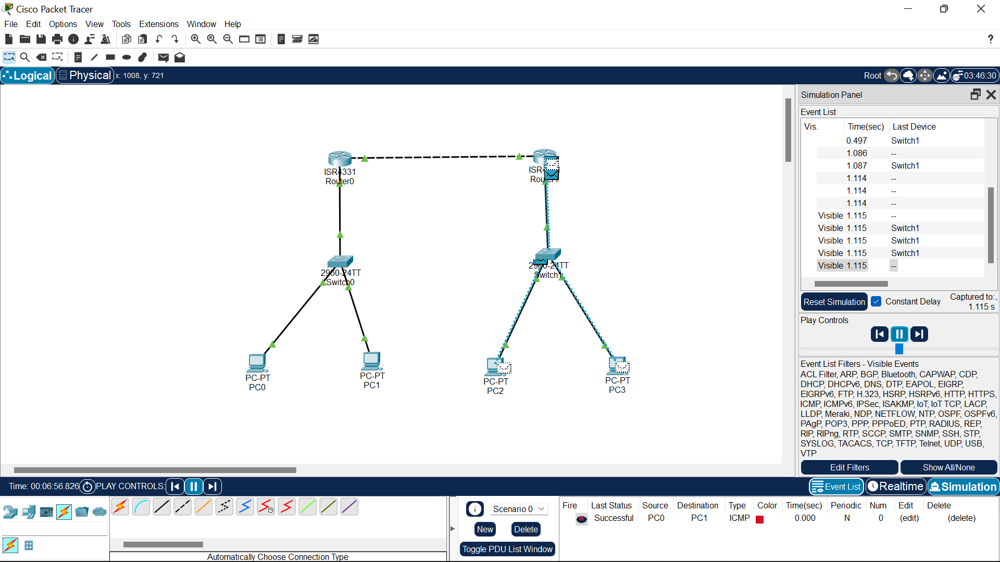 Cisco Packet Tracer
File Edit Options View Tools Extensions Window Help
?
Logical Physical x: 1008, y: 721 Root 03:46:30
Simulation Panel
Event List
Vis. Time(sec) Last Device
0.497 Switch1
1.086 --
1.087 Switch1
1.114 --
1.114 --
1.114 --
Visible 1.115 --
Visible 1.115 Switch1
Visible 1.115 Switch1
Visible 1.115 Switch1
Visible 1.115 --
Reset Simulation Constant Delay Captured to:*
1.115 s
Play Controls
Event List Filters - Visible Events
ACL Filter, ARP, BGP, Bluetooth, CAPWAP, CDP,
DHCP, DHCPv6, DNS, DTP, EAPOL, EIGRP,
EIGRPv6, FTP, H.323, HSRP, HSRPv6, HTTP, HTTPS,
ICMP, ICMPv6, IPSec, ISAKMP, IoT, IoT TCP, LACP,
LLDP, Meraki, NDP, NETFLOW, NTP, OSPF, OSPFv6,
PAgP, POP3, PPP, PPPoED, PTP, RADIUS, REP,
RIP, RIPng, RTP, SCCP, SMTP, SNMP, SSH, STP,
SYSLOG, TACACS, TCP, TFTP, Telnet, UDP, USB,
VTP
Edit Filters Show All/None
ISR4331
Router0
2960-24TT
Switch0
2960-24TT
Switch1
PC-PT
PC0
PC-PT
PC1
PC-PT
PC2
PC-PT
PC3
Time: 00:06:56.826 PLAY CONTROLS:
Event List Realtime Simulation
Scenario 0
New Delete
Toggle PDU List Window
Fire Last Status Source Destination Type Color Time(sec) Periodic Num Edit Delete
Successful PC0 PC1 ICMP 0.000 N 0 (edit) (delete)
Automatically Choose Connection Type